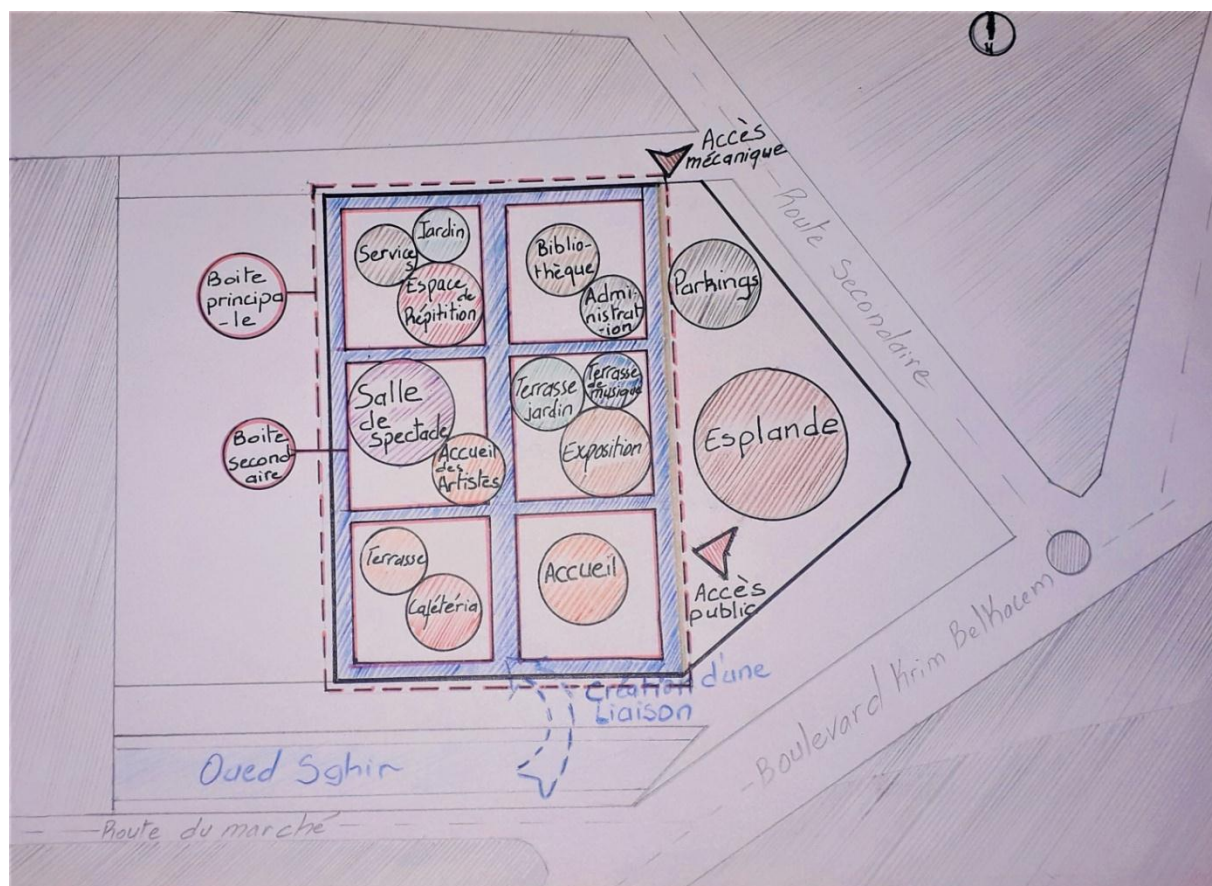 N
Accès
mécanique
Route Secondaire
Jardin
Service
s
Espace
de
Répitition
Biblio-
thèque
Admi-
nistrat
-ion
Parkings
Boite
principa
-le
Salle
de
spectacle
Accueil
des
Artistes
Terrasse
jardin
Terrasse
de
musique
Exposition
Esplande
Boite
second
aire
Terrasse
Cafétéria
Accueil
Accès
public
Création d'une
Liaison
Boulevard Krim Belkacem
Oued Sghir
Route du marché